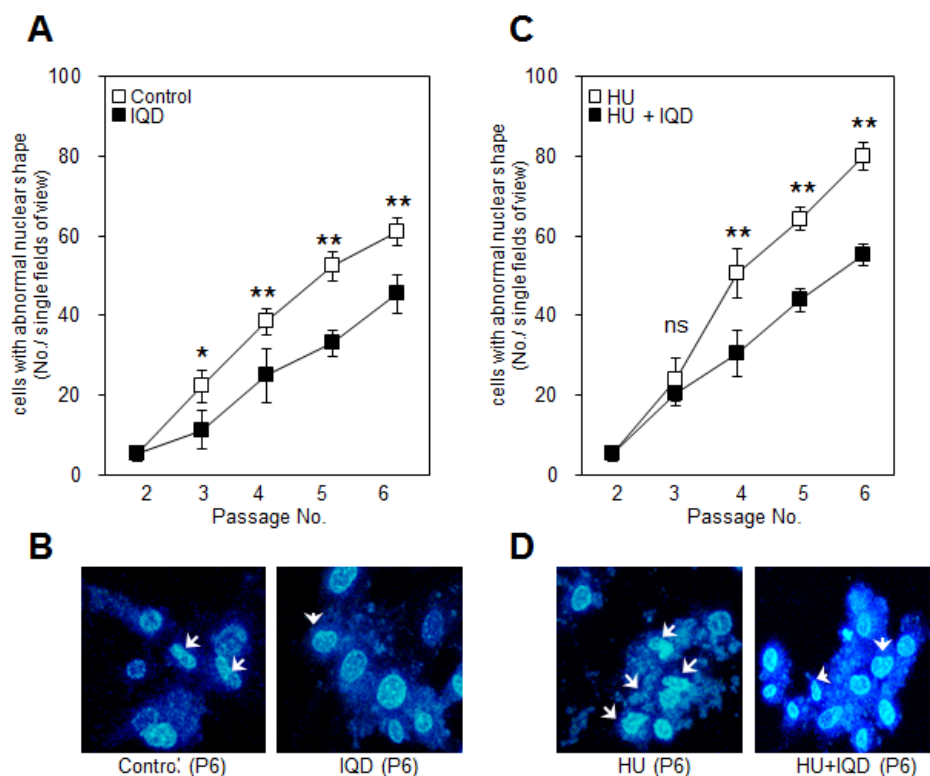 A
100
80
60
40
20
0
cells with abnormal nuclear shape
(No./ single fields of view)
Control
IQD
*
**
**
**
2 3 4 5 6
Passage No.
B
Control (P6)
IQD (P6)
C
100
80
60
40
20
0
cells with abnormal nuclear shape
(No./ single fields of view)
HU
HU + IQD
ns
**
**
**
2 3 4 5 6
Passage No.
D
HU (P6)
HU+IQD (P6)